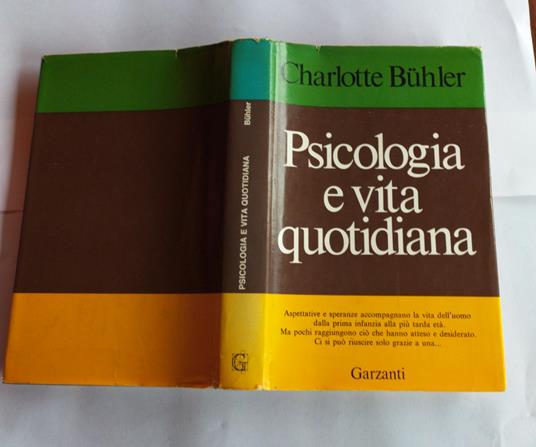 Charlotte Bühler
Psicologia
e vita
quotidiana
Aspettative e speranze accompagnano la vita dell'uomo
dalla prima infanzia alla più tarda età.
Ma pochi raggiungono ciò che hanno atteso e desiderato.
Ci si può riuscire solo grazie a una...
Garzanti
PSICOLOGIA E VITA QUOTIDIANA
Bühler
G